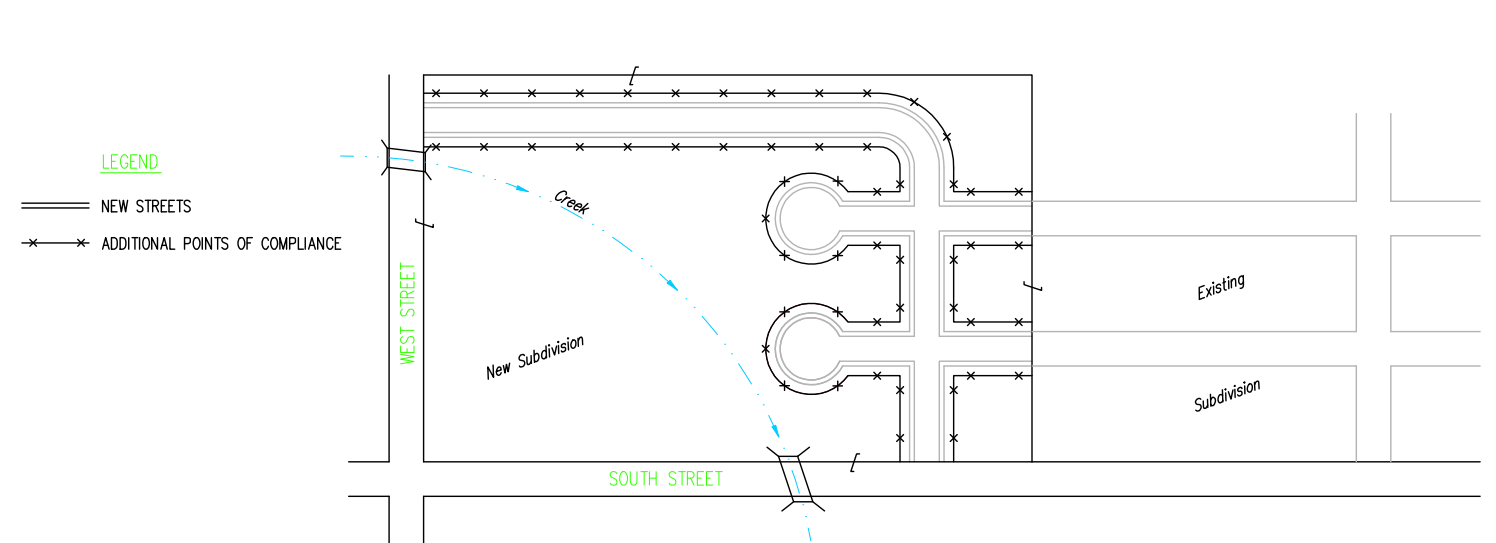 LEGEND
NEW STREETS
ADDITIONAL POINTS OF COMPLIANCE
Creek
WEST STREET
New Subdivision
SOUTH STREET
Existing
Subdivision